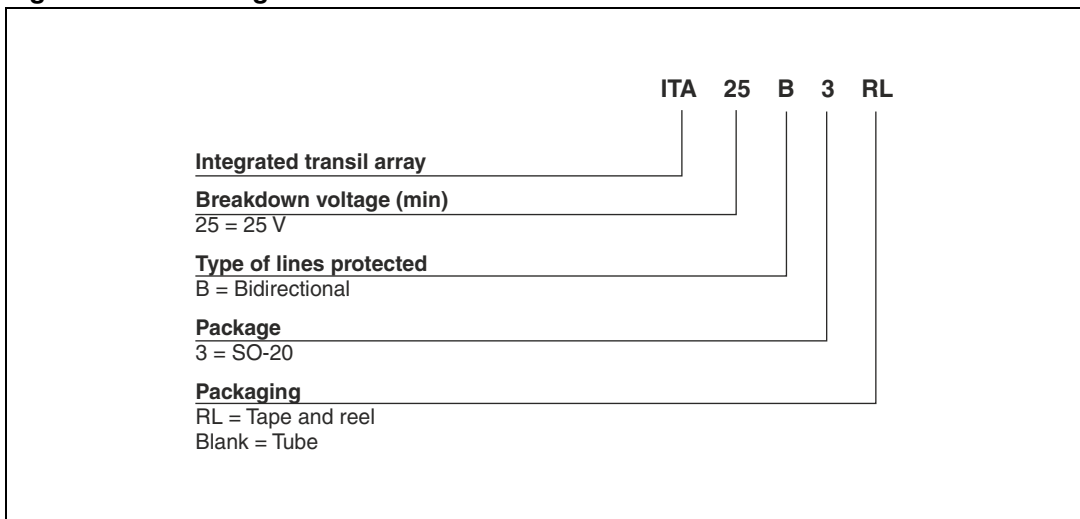 ITA 25 B 3 RL
Integrated transil array
Breakdown voltage (min)
25 = 25 V
Type of lines protected
B = Bidirectional
Package
3 = SO-20
Packaging
RL = Tape and reel
Blank = Tube